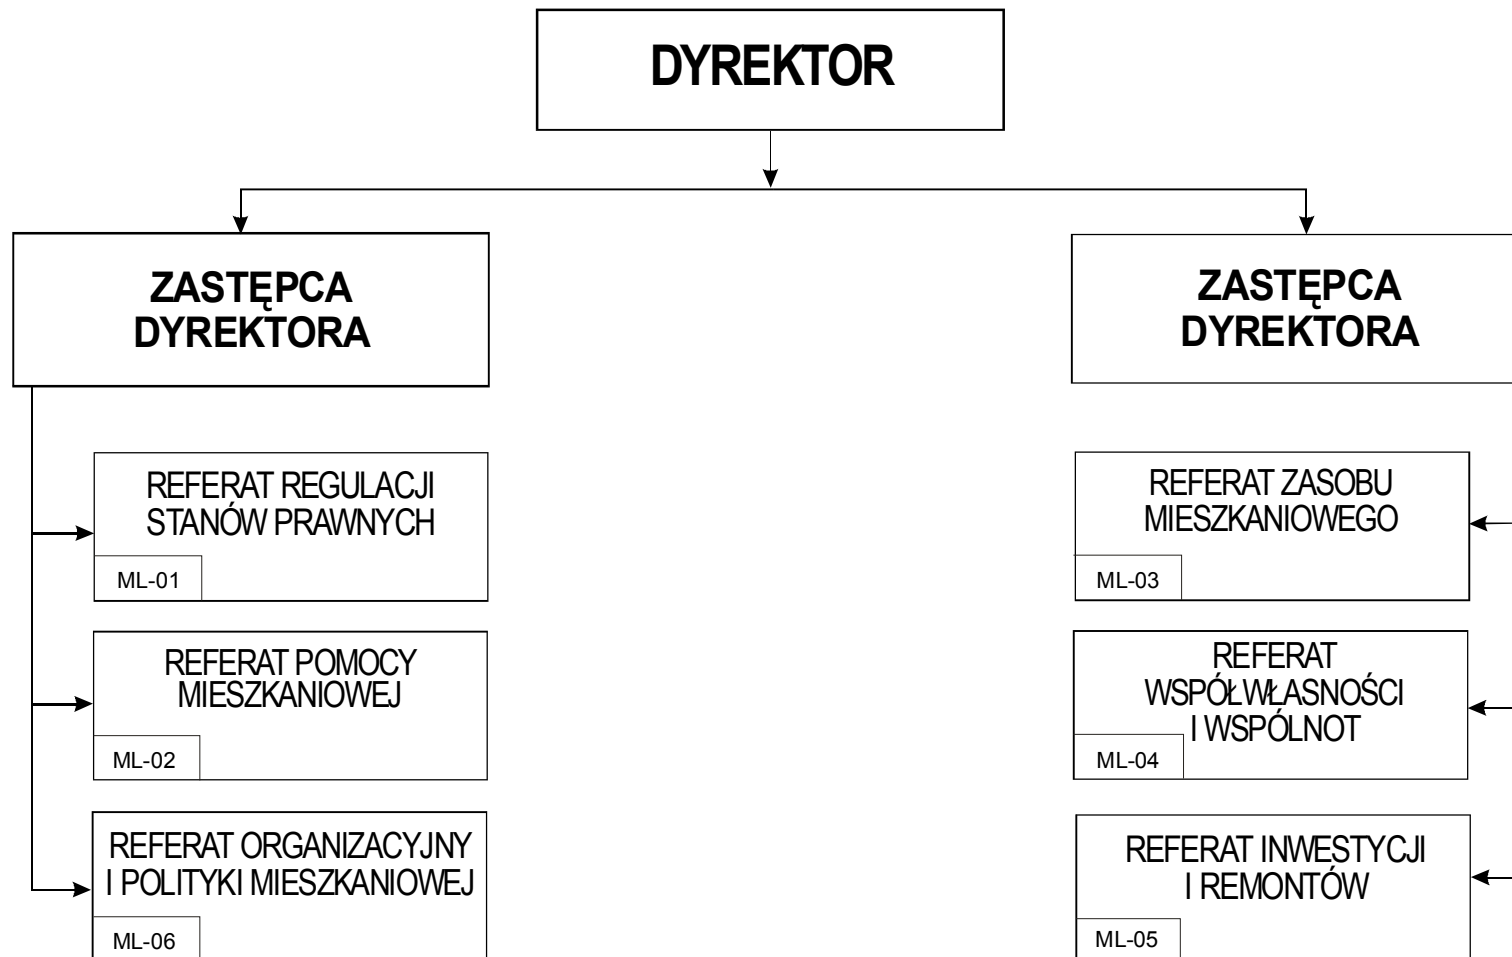 DYREKTOR
ZASTĘPCA
DYREKTORA
REFERAT REGULACJI
STANÓW PRAWNYCH
ML-01
REFERAT POMOCY
MIESZKANIOWEJ
ML-02
REFERAT ORGANIZACYJNY
I POLITYKI MIESZKANIOWEJ
ML-06
ZASTĘPCA
DYREKTORA
REFERAT ZASOBU
MIESZKANIOWEGO
ML-03
REFERAT
WSPÓŁWŁASNOŚCI
I WSPÓLNOT
ML-04
REFERAT INWESTYCJI
I REMONTÓW
ML-05